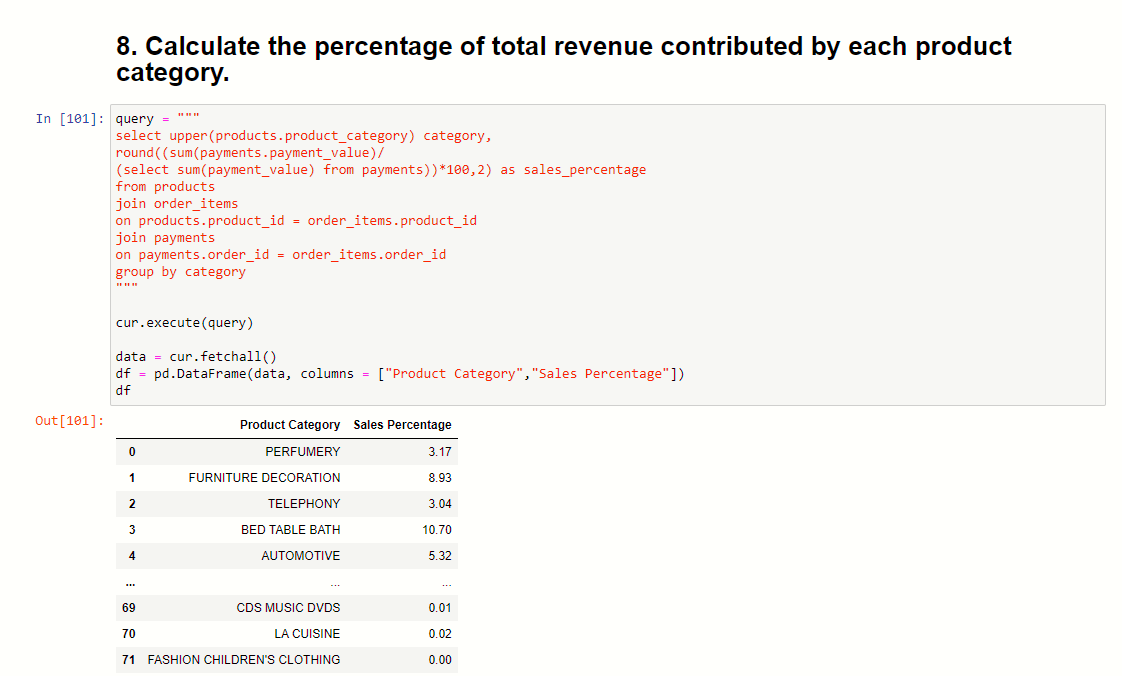 8. Calculate the percentage of total revenue contributed by each product
category.
In [101]:
query = """
select upper(products.product_category) category,
round((sum(payments.payment_value)/
(select sum(payment_value) from payments))*100,2) as sales_percentage
from products
join order_items
on products.product_id = order_items.product_id
join payments
on payments.order_id = order_items.order_id
group by category
"""
cur.execute(query)
data = cur.fetchall()
df = pd.DataFrame(data, columns = ["Product Category","Sales Percentage"])
df
Out[101]:
Product Category Sales Percentage
0 PERFUMERY 3.17
1 FURNITURE DECORATION 8.93
2 TELEPHONY 3.04
3 BED TABLE BATH 10.70
4 AUTOMOTIVE 5.32
... ... ...
69 CDS MUSIC DVDS 0.01
70 LA CUISINE 0.02
71 FASHION CHILDREN'S CLOTHING 0.00